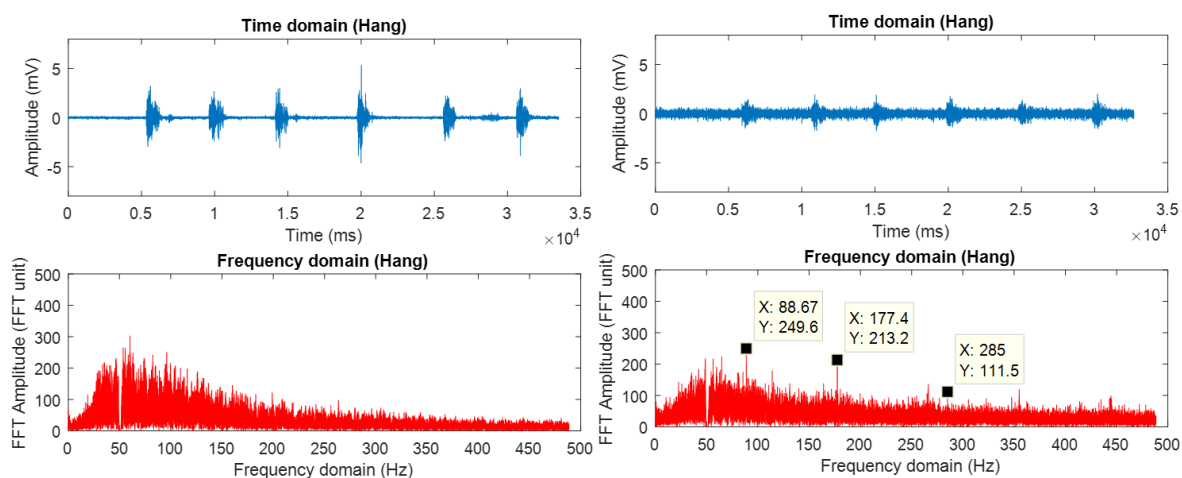 Time domain (Hang)
Amplitude (mV)
5
0
-5
0 0.5 1 1.5 2 2.5 3 3.5
Time (ms)
×10^4
Frequency domain (Hang)
FFT Amplitude (FFT unit)
500
400
300
200
100
0
0 50 100 150 200 250 300 350 400 450 500
Frequency domain (Hz)
Time domain (Hang)
Amplitude (mV)
5
0
-5
0 0.5 1 1.5 2 2.5 3 3.5
Time (ms)
×10^4
Frequency domain (Hang)
FFT Amplitude (FFT unit)
500
400
300
200
100
0
X: 88.67
Y: 249.6
X: 177.4
Y: 213.2
X: 285
Y: 111.5
0 50 100 150 200 250 300 350 400 450 500
Frequency domain (Hz)